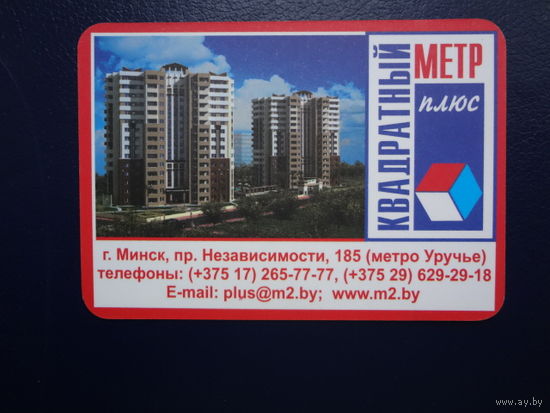 КВАДРАТНЫЙ
МЕТР
плюс
г. Минск, пр. Независимости, 185 (метро Уручье)
телефоны: (+375 17) 265-77-77, (+375 29) 629-29-18
E-mail: plus@m2.by; www.m2.by
www.ay.by